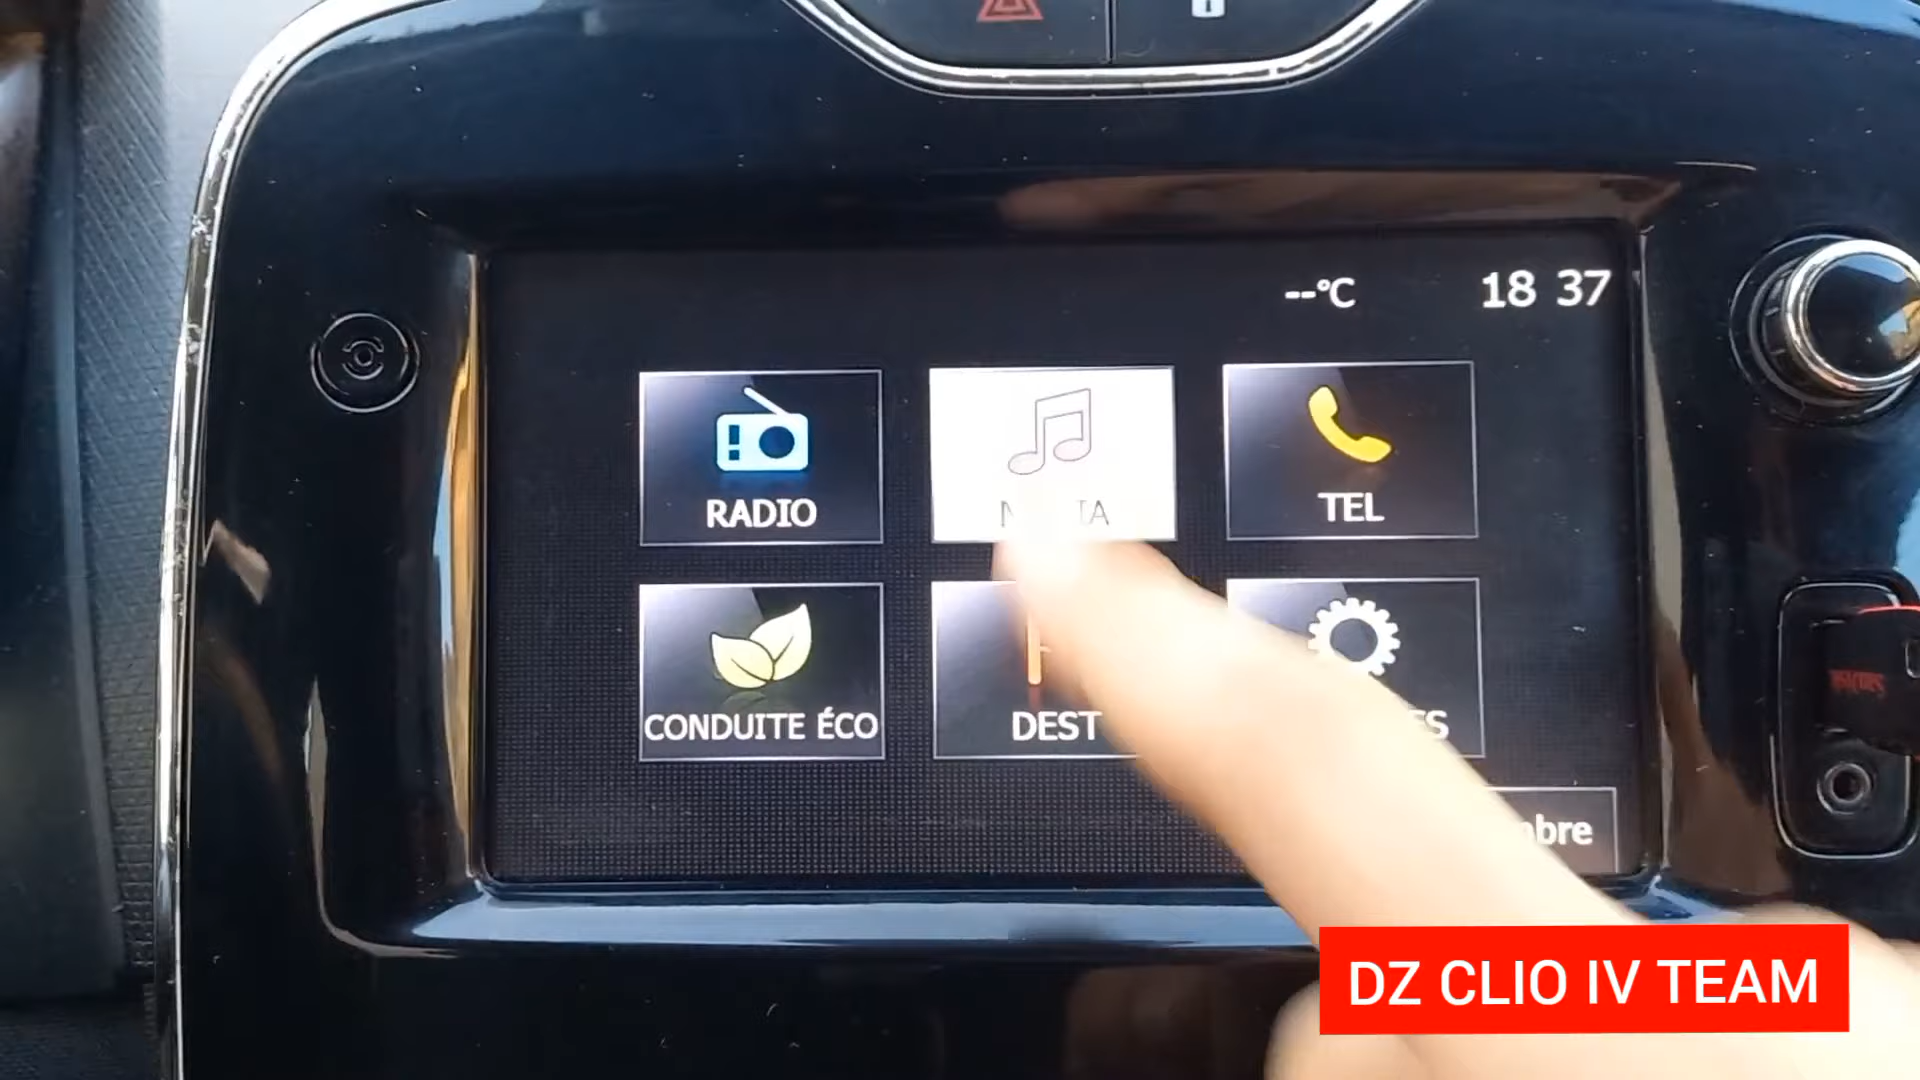 --°C
18 37
RADIO
TEL
CONDUITE ÉCO
DEST
DZ CLIO IV TEAM